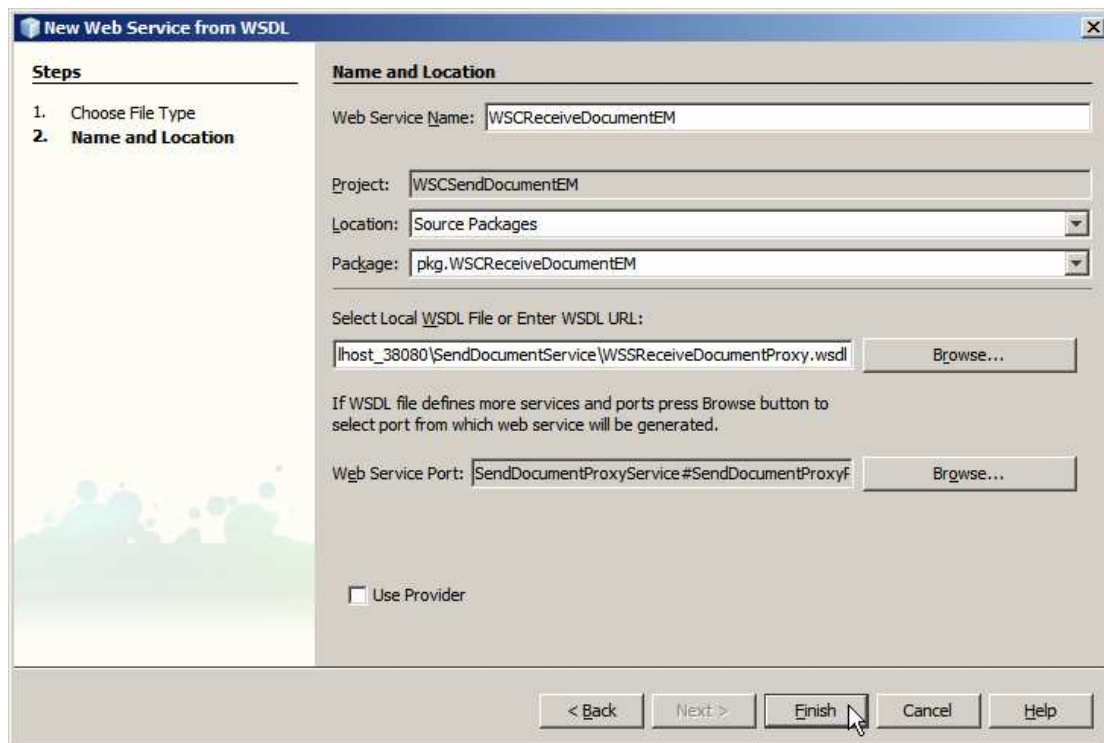 New Web Service from WSDL
Steps
1. Choose File Type
2. Name and Location
Name and Location
Web Service Name: WSCReceiveDocumentEM
Project: WSCSendDocumentEM
Location: Source Packages
Package: pkg.WSCReceiveDocumentEM
Select Local WSDL File or Enter WSDL URL:
lhost_38080\SendDocumentService\WSSReceiveDocumentProxy.wsdl Browse...
If WSDL file defines more services and ports press Browse button to
select port from which web service will be generated.
Web Service Port: SendDocumentProxyService#SendDocumentProxyP Browse...
Use Provider
< Back Next > Finish Cancel Help